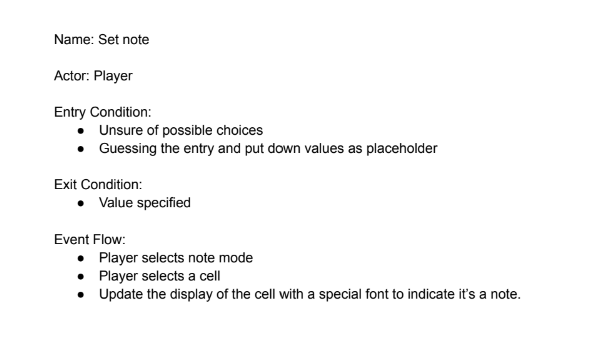 Name: Set note
Actor: Player
Entry Condition:
● Unsure of possible choices
● Guessing the entry and put down values as placeholder
Exit Condition:
● Value specified
Event Flow:
● Player selects note mode
● Player selects a cell
● Update the display of the cell with a special font to indicate it's a note.